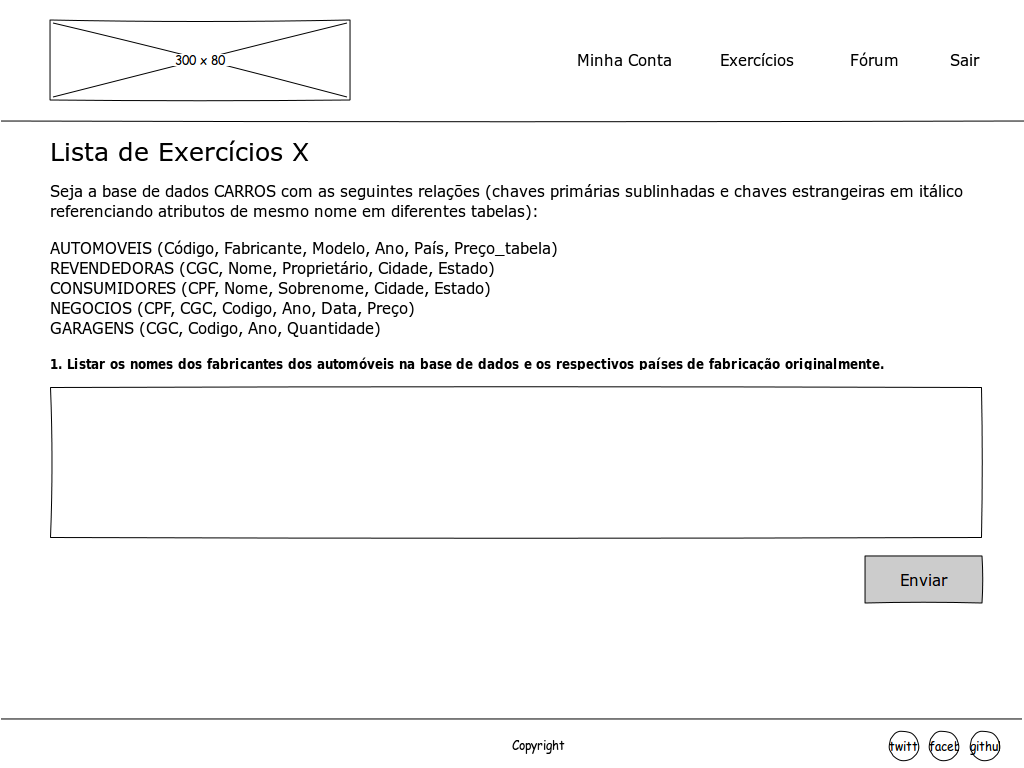 300 x 80
Minha Conta Exercícios Fórum Sair
Lista de Exercícios X
Seja a base de dados CARROS com as seguintes relações (chaves primárias sublinhadas e chaves estrangeiras em itálico
referenciando atributos de mesmo nome em diferentes tabelas):
AUTOMOVEIS (Código, Fabricante, Modelo, Ano, País, Preço_tabela)
REVENDEDORAS (CGC, Nome, Proprietário, Cidade, Estado)
CONSUMIDORES (CPF, Nome, Sobrenome, Cidade, Estado)
NEGOCIOS (CPF, CGC, Codigo, Ano, Data, Preço)
GARAGENS (CGC, Codigo, Ano, Quantidade)
1. Listar os nomes dos fabricantes dos automóveis na base de dados e os respectivos países de fabricação originalmente.
Enviar
Copyright twitt faceb githu